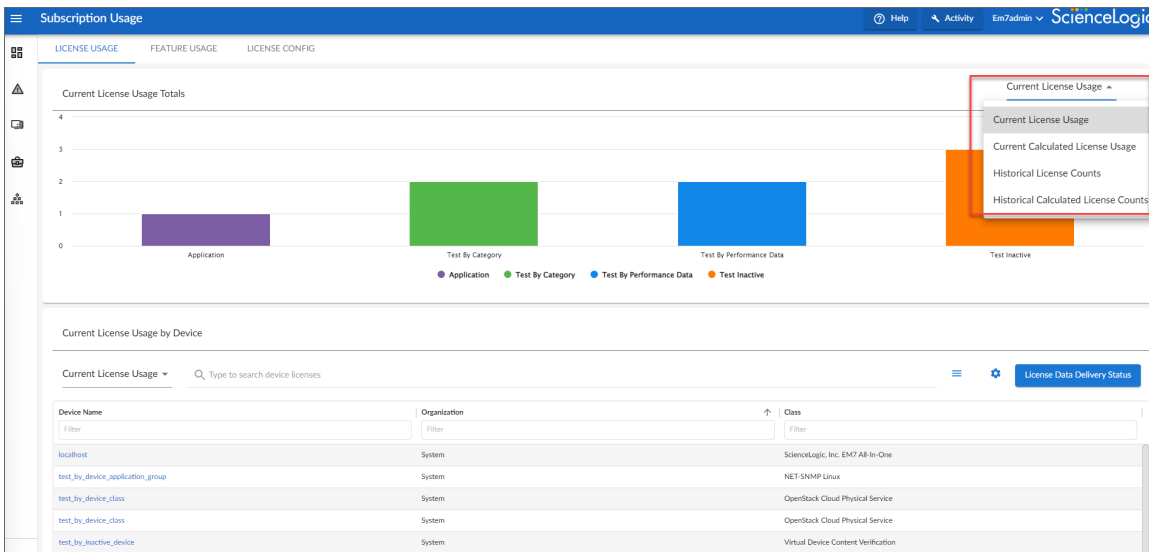 Subscription Usage
Help
Activity
Em7admin
ScienceLogic
LICENSE USAGE
FEATURE USAGE
LICENSE CONFIG
Current License Usage Totals
Current License Usage
Current License Usage
Current Calculated License Usage
Historical License Counts
Historical Calculated License Counts
4
3
2
1
0
Application
Test By Category
Test By Performance Data
Test Inactive
Application
Test By Category
Test By Performance Data
Test Inactive
Current License Usage by Device
Current License Usage
Type to search device licenses
License Data Delivery Status
Device Name
Organization
Class
Filter
Filter
Filter
localhost
System
ScienceLogic, Inc. EM7 All-In-One
test_by_device_application_group
System
NET-SNMP Linux
test_by_device_class
System
OpenStack Cloud Physical Service
test_by_device_class
System
OpenStack Cloud Physical Service
test_by_inactive_device
System
Virtual Device Content Verification